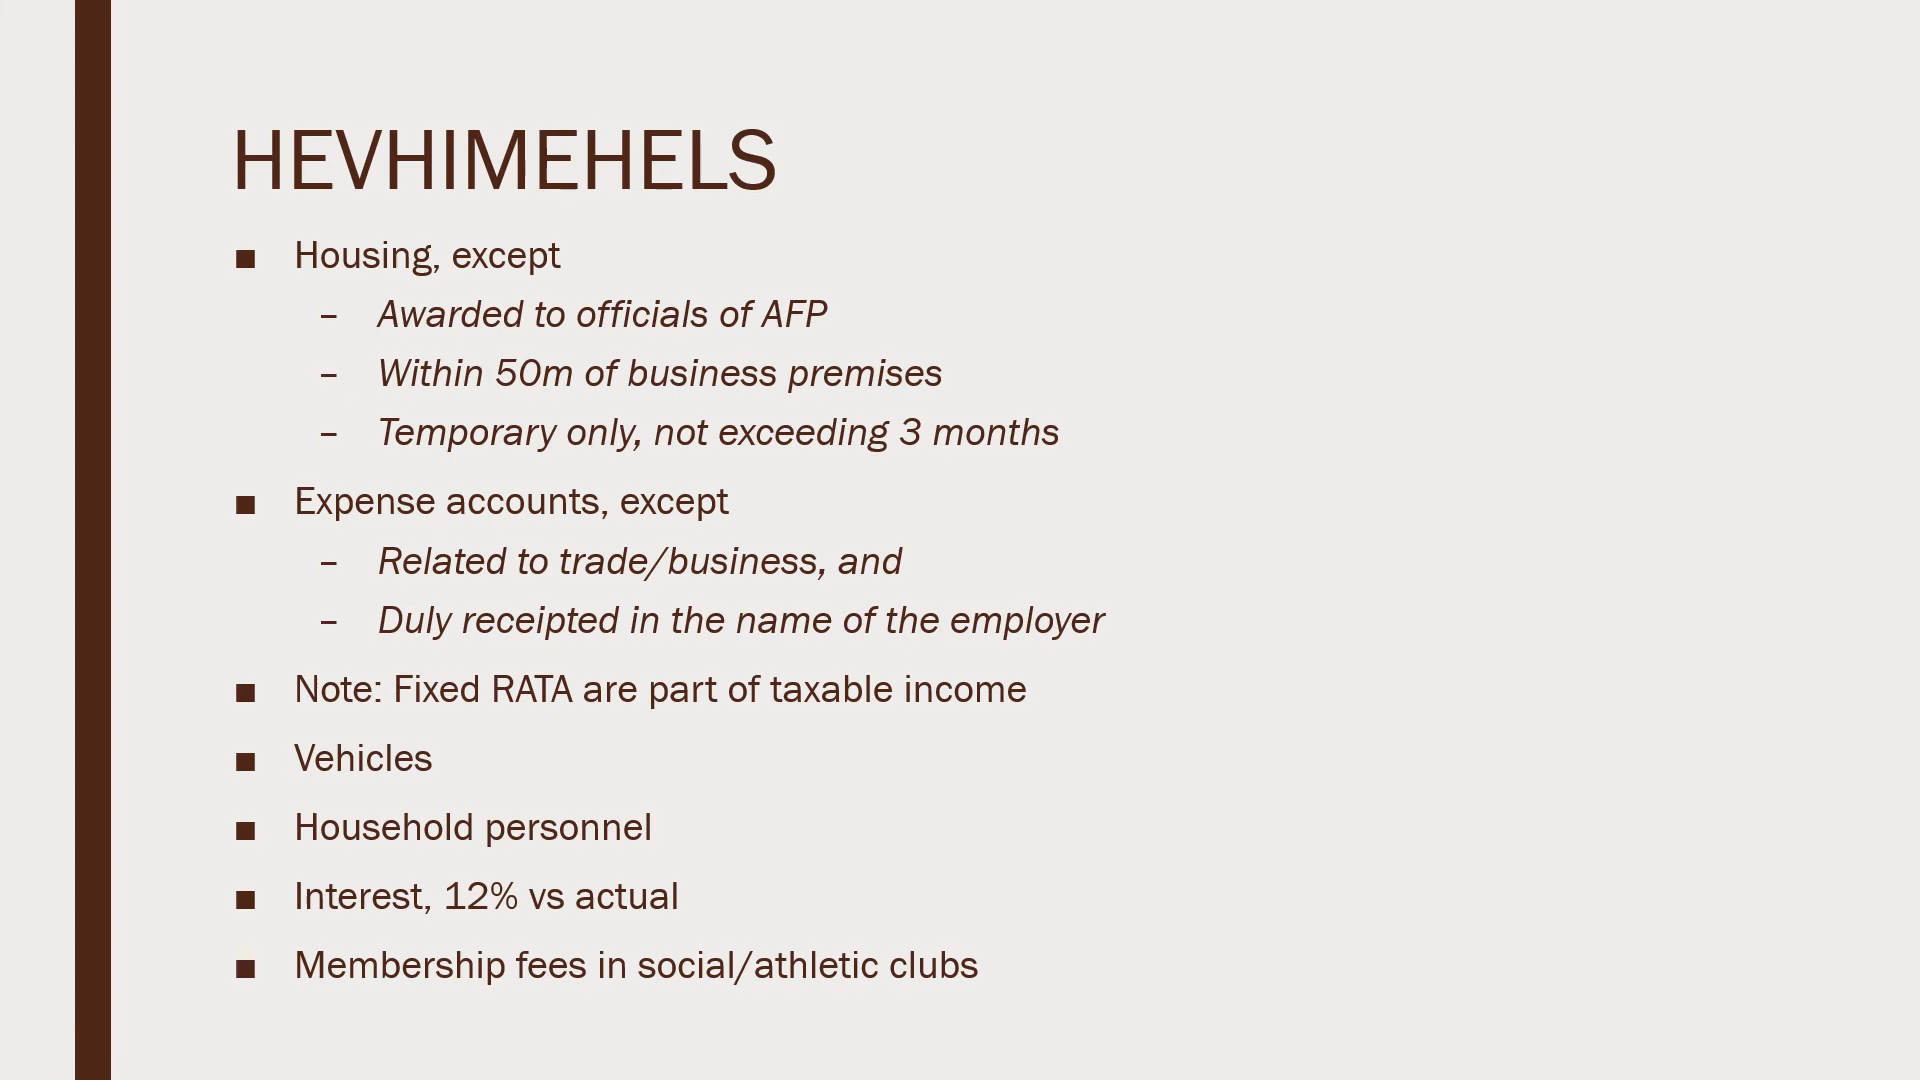 HEVHIMEHELS
■ Housing, except
– Awarded to officials of AFP
– Within 50m of business premises
– Temporary only, not exceeding 3 months
■ Expense accounts, except
– Related to trade/business, and
– Duly receipted in the name of the employer
■ Note: Fixed RATA are part of taxable income
■ Vehicles
■ Household personnel
■ Interest, 12% vs actual
■ Membership fees in social/athletic clubs